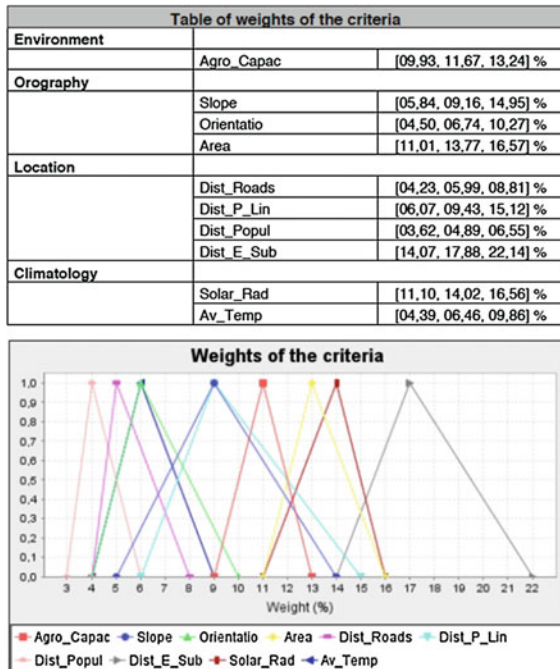 Table of weights of the criteria
Environment
Agro_Capac [09,93, 11,67, 13,24] %
Orography
Slope [05,84, 09,16, 14,95] %
Orientatio [04,50, 06,74, 10,27] %
Area [11,01, 13,77, 16,57] %
Location
Dist_Roads [04,23, 05,99, 08,81] %
Dist_P_Lin [06,07, 09,43, 15,12] %
Dist_Popul [03,62, 04,89, 06,55] %
Dist_E_Sub [14,07, 17,88, 22,14] %
Climatology
Solar_Rad [11,10, 14,02, 16,56] %
Av_Temp [04,39, 06,46, 09,86] %
Weights of the criteria
1,0
0,9
0,8
0,7
0,6
0,5
0,4
0,3
0,2
0,1
0,0
3 4 5 6 7 8 9 10 11 12 13 14 15 16 17 18 19 20 21 22
Weight (%)
Agro_Capac Slope Orientatio Area Dist_Roads Dist_P_Lin
Dist_Popul Dist_E_Sub Solar_Rad Av_Temp